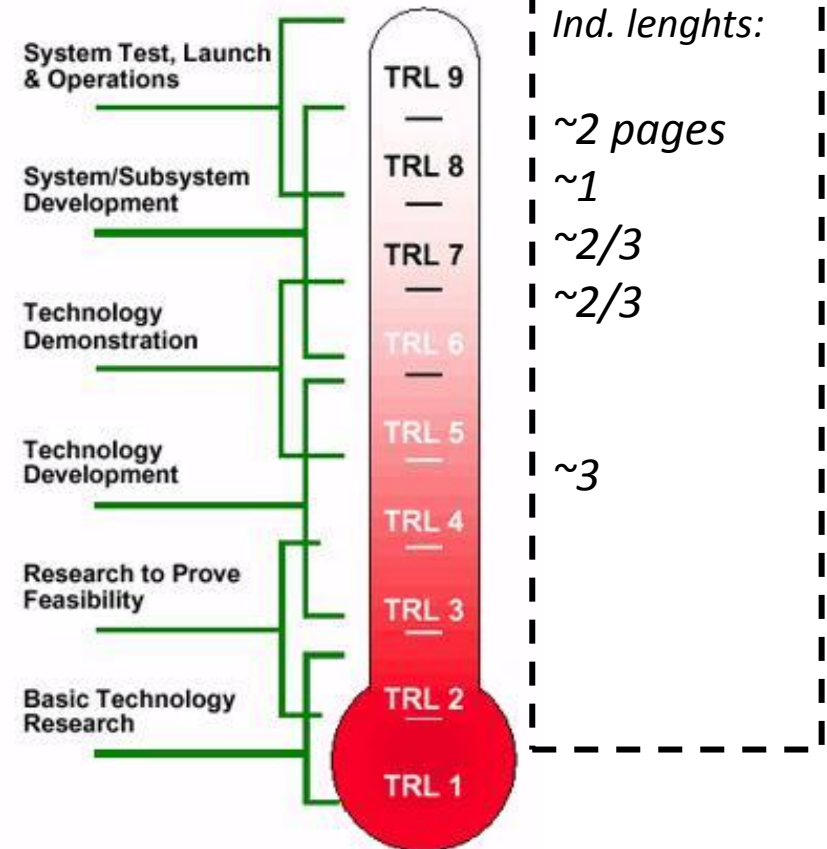 System Test, Launch
& Operations
System/Subsystem
Development
Technology
Demonstration
Technology
Development
Research to Prove
Feasibility
Basic Technology
Research
TRL 9
TRL 8
TRL 7
TRL 6
TRL 5
TRL 4
TRL 3
TRL 2
TRL 1
Ind. lenghts:
~2 pages
~1
~2/3
~2/3
~3